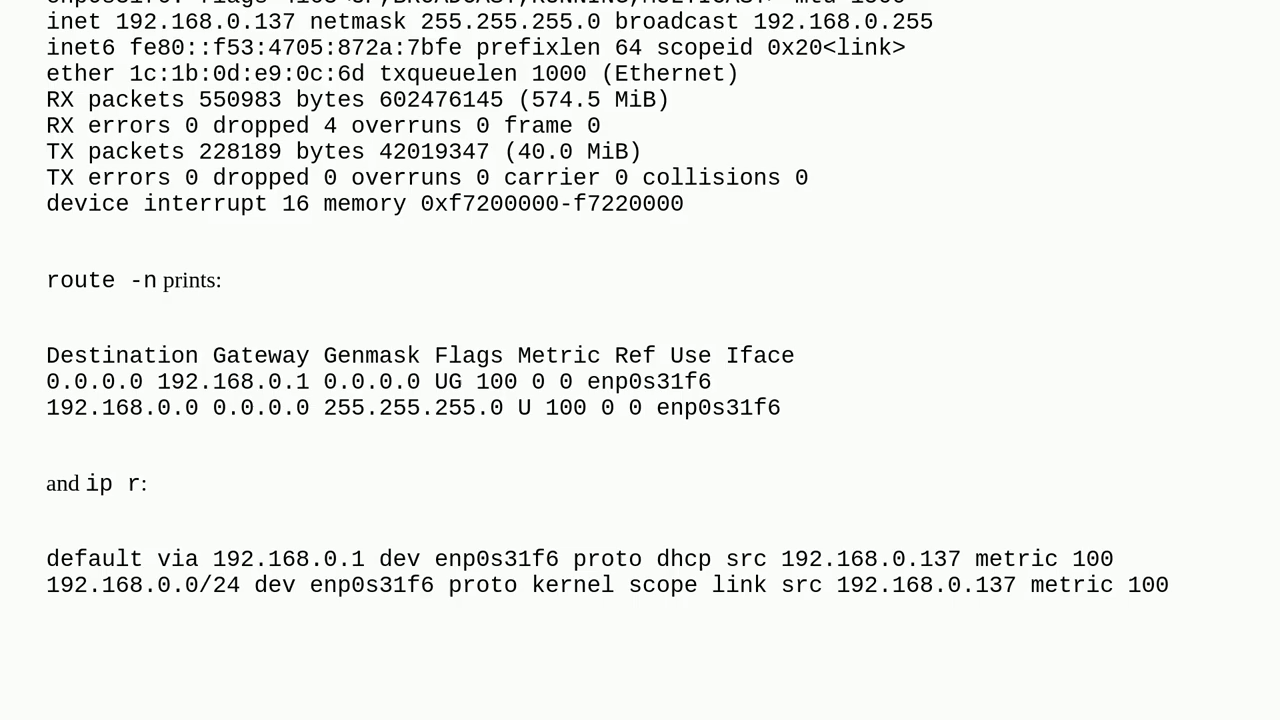 inet 192.168.0.137 netmask 255.255.255.0 broadcast 192.168.0.255
inet6 fe80::f53:4705:872a:7bfe prefixlen 64 scopeid 0x20<link>
ether 1c:1b:0d:e9:0c:6d txqueuelen 1000 (Ethernet)
RX packets 550983 bytes 602476145 (574.5 MiB)
RX errors 0 dropped 4 overruns 0 frame 0
TX packets 228189 bytes 42019347 (40.0 MiB)
TX errors 0 dropped 0 overruns 0 carrier 0 collisions 0
device interrupt 16 memory 0xf7200000-f7220000
route -n prints:
Destination Gateway Genmask Flags Metric Ref Use Iface
0.0.0.0 192.168.0.1 0.0.0.0 UG 100 0 0 enp0s31f6
192.168.0.0 0.0.0.0 255.255.255.0 U 100 0 0 enp0s31f6
and ip r:
default via 192.168.0.1 dev enp0s31f6 proto dhcp src 192.168.0.137 metric 100
192.168.0.0/24 dev enp0s31f6 proto kernel scope link src 192.168.0.137 metric 100